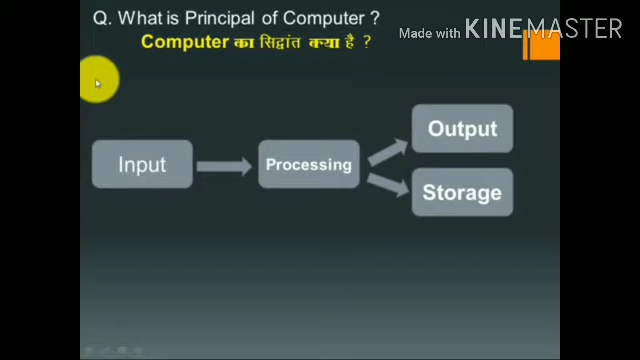 Q. What is Principal of Computer ?
Computer का सिद्वांत क्या है ?
Made with KINEMASTER
Input
Processing
Output
Storage